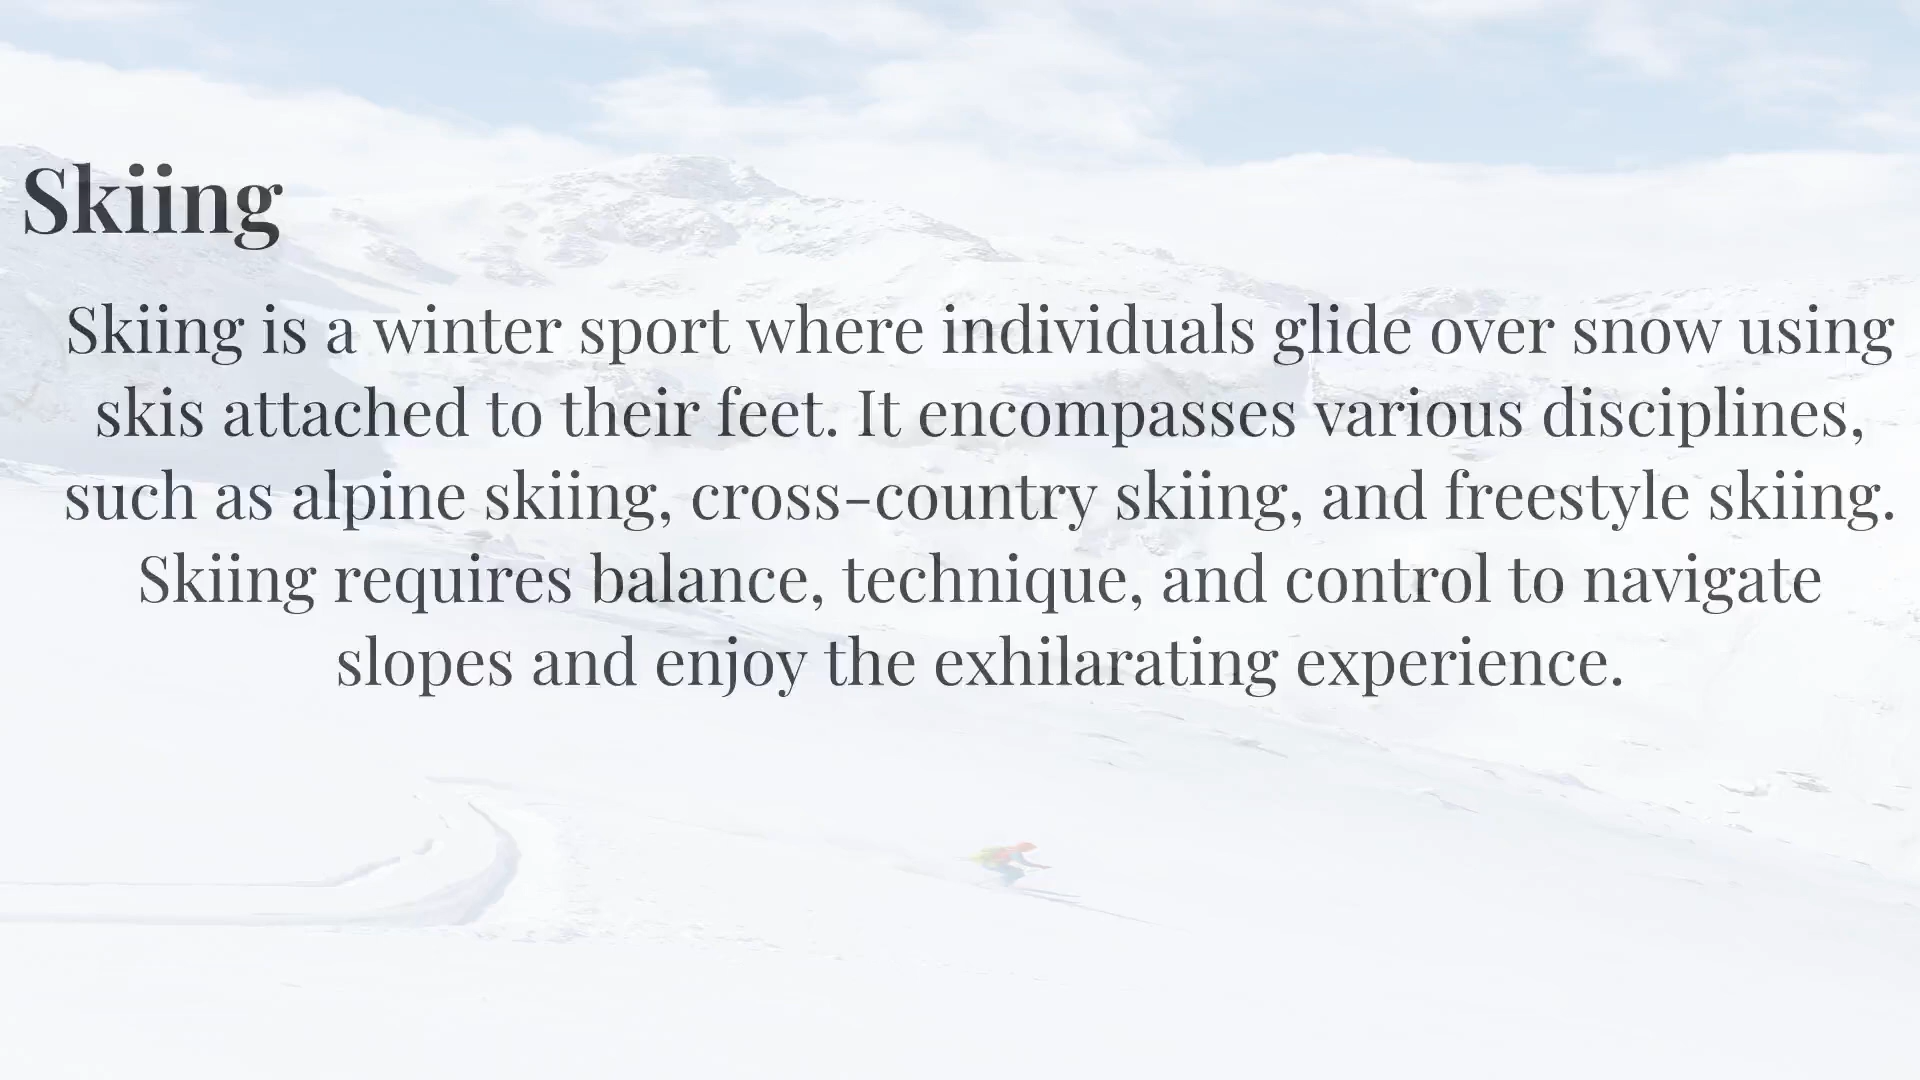 Skiing
Skiing is a winter sport where individuals glide over snow using
skis attached to their feet. It encompasses various disciplines,
such as alpine skiing, cross-country skiing, and freestyle skiing.
Skiing requires balance, technique, and control to navigate
slopes and enjoy the exhilarating experience.